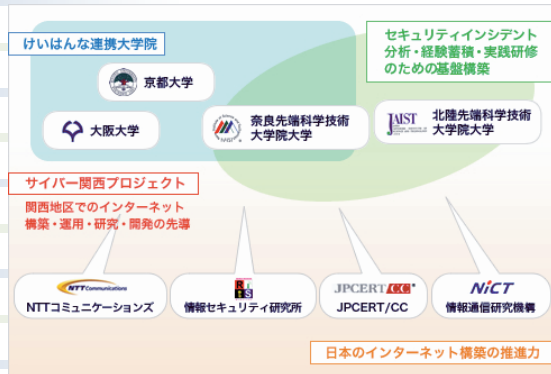 けいはんな連携大学院
セキュリティインシデント
分析・経験蓄積・実践研修
のための基盤構築
京都大学
大阪大学
奈良先端科学技術
大学院大学
JAIST
北陸先端科学技術
大学院大学
サイバー関西プロジェクト
関西地区でのインターネット
構築・運用・研究・開発の先導
NTT Communications
NTTコミュニケーションズ
情報セキュリティ研究所
JPCERT CC
JPCERT/CC
NiCT
情報通信研究機構
日本のインターネット構築の推進力